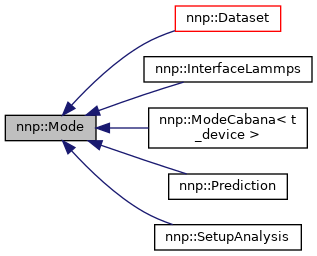 nnp::Dataset
nnp::InterfaceLammps
nnp::Mode
nnp::ModeCabana< t
_device >
nnp::Prediction
nnp::SetupAnalysis